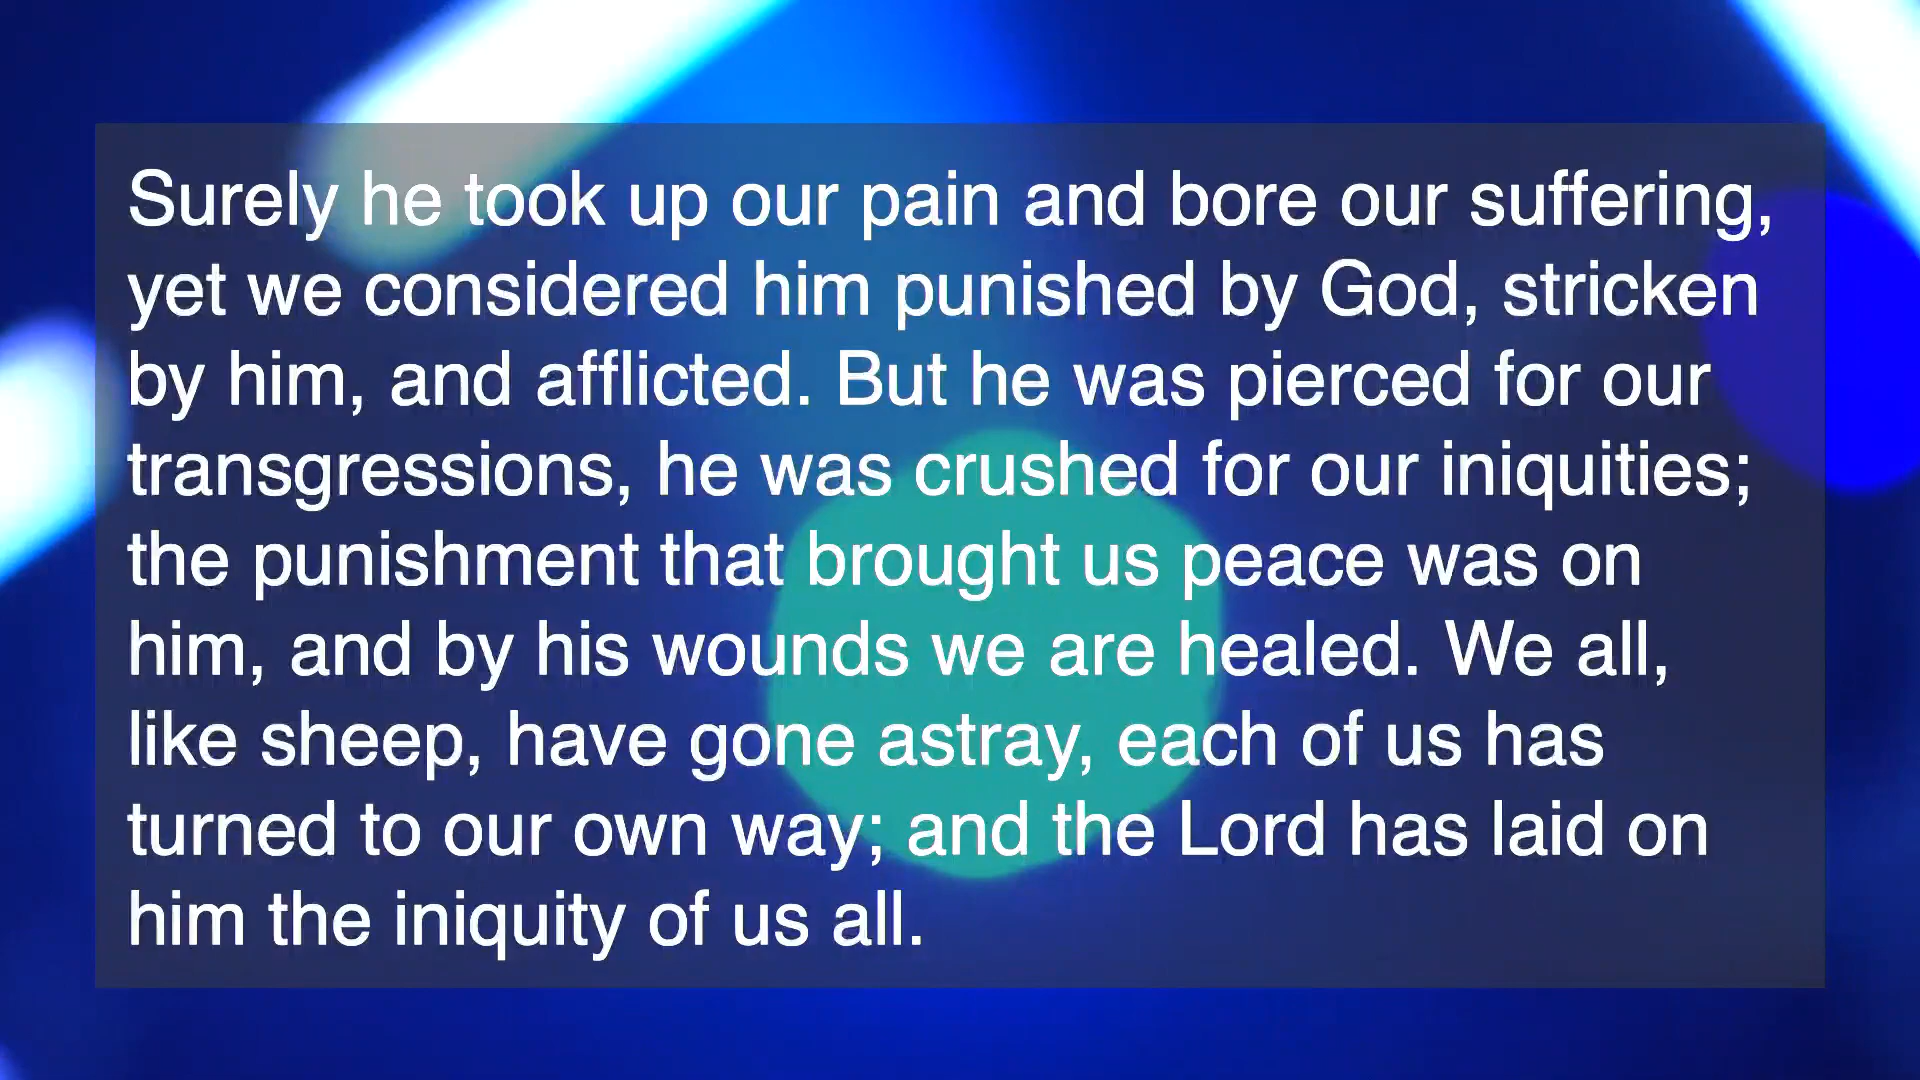 Surely he took up our pain and bore our suffering,
yet we considered him punished by God, stricken
by him, and afflicted. But he was pierced for our
transgressions, he was crushed for our iniquities;
the punishment that brought us peace was on
him, and by his wounds we are healed. We all,
like sheep, have gone astray, each of us has
turned to our own way; and the Lord has laid on
him the iniquity of us all.